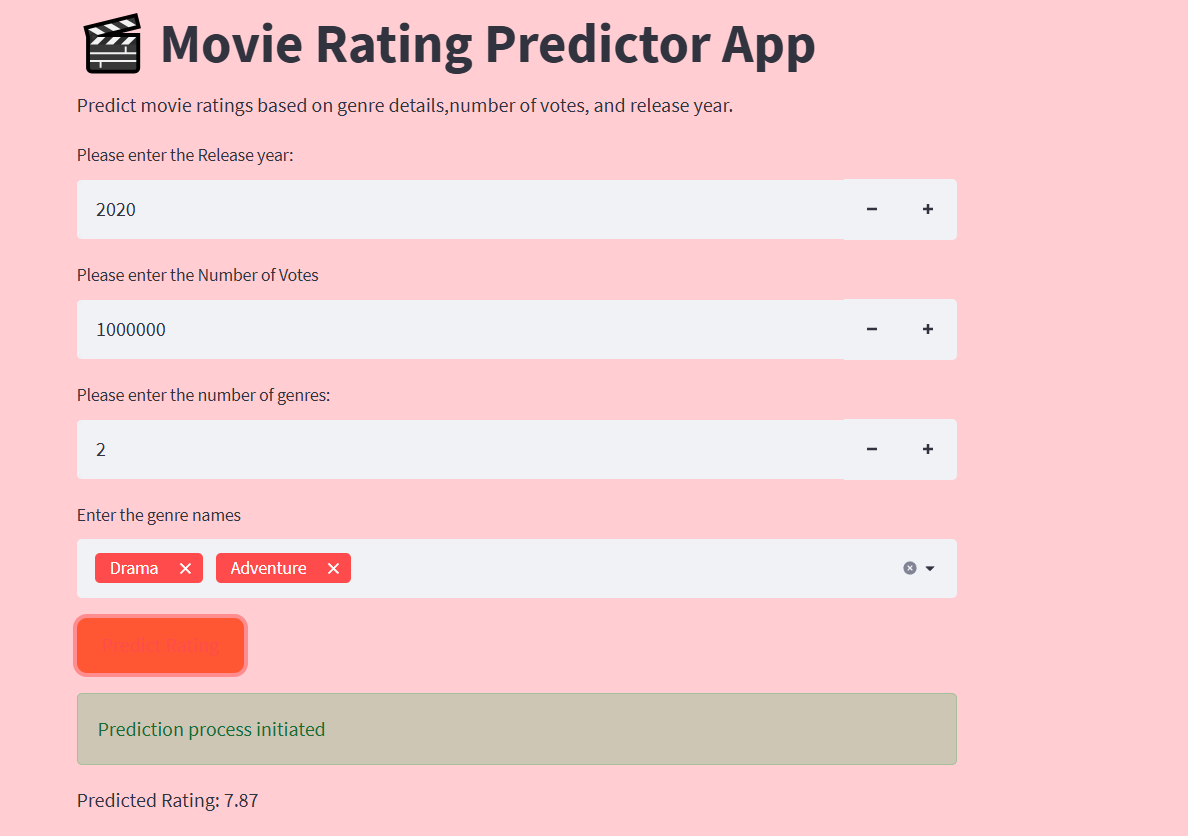 Movie Rating Predictor App
Predict movie ratings based on genre details,number of votes, and release year.
Please enter the Release year:
2020
Please enter the Number of Votes
1000000
Please enter the number of genres:
2
Enter the genre names
Drama Adventure
Predict Rating
Prediction process initiated
Predicted Rating: 7.87